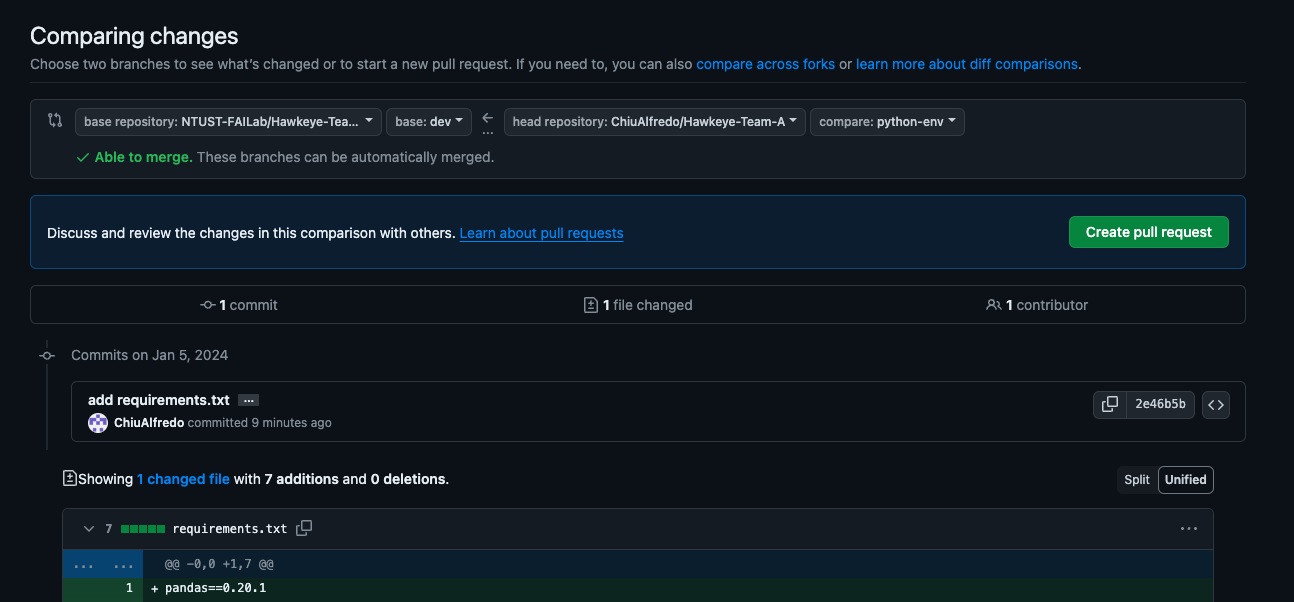 Comparing changes
Choose two branches to see what's changed or to start a new pull request. If you need to, you can also compare across forks or learn more about diff comparisons.
base repository: NTUST-FAILab/Hawkeye-Tea... base: dev ... head repository: ChiuAlfredo/Hawkeye-Team-A compare: python-env
Able to merge. These branches can be automatically merged.
Discuss and review the changes in this comparison with others. Learn about pull requests Create pull request
1 commit 1 file changed 1 contributor
Commits on Jan 5, 2024
add requirements.txt ... 2e46b5b
ChiuAlfredo committed 9 minutes ago
Showing 1 changed file with 7 additions and 0 deletions. Split Unified
7 requirements.txt ...
... ... @@ -0,0 +1,7 @@
1 + pandas==0.20.1